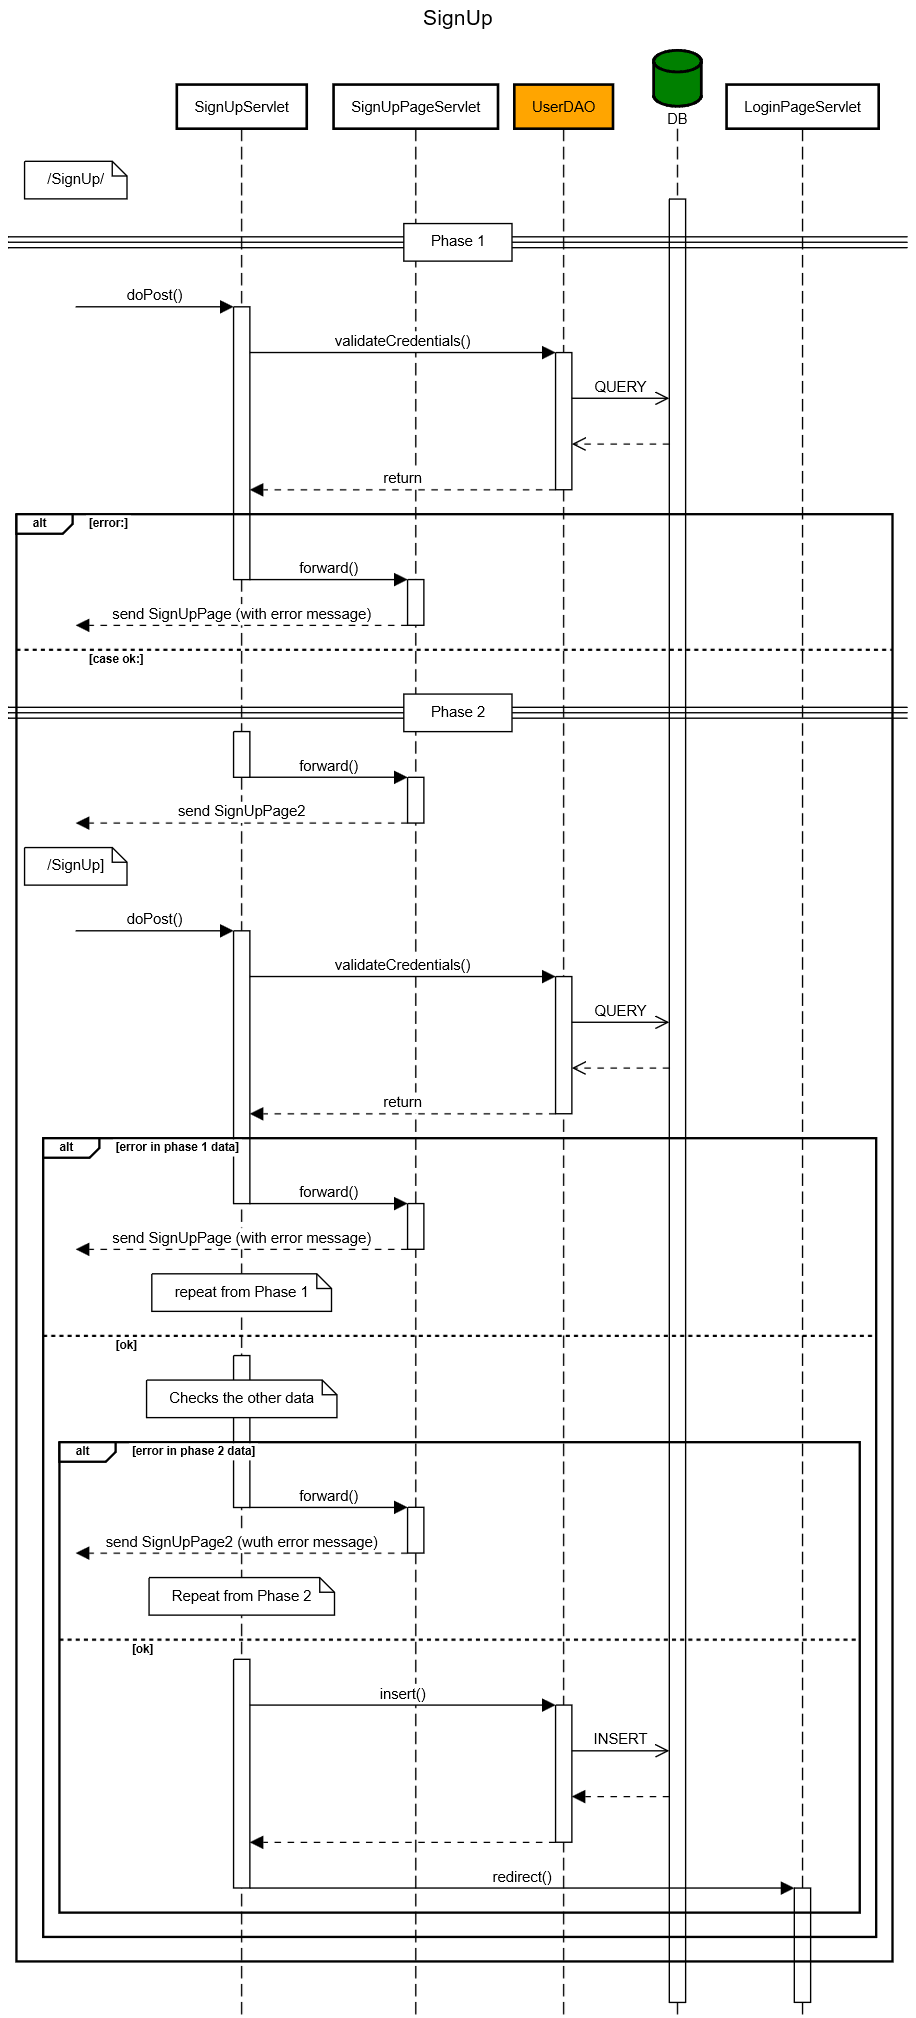 SignUp
SignUpServlet
SignUpPageServlet
UserDAO
DB
LoginPageServlet
/SignUp/
Phase 1
doPost()
validateCredentials()
QUERY
return
alt
[error:]
forward()
send SignUpPage (with error message)
[case ok:]
Phase 2
forward()
send SignUpPage2
/SignUp]
doPost()
validateCredentials()
QUERY
return
alt
[error in phase 1 data]
forward()
send SignUpPage (with error message)
repeat from Phase 1
[ok]
Checks the other data
alt
[error in phase 2 data]
forward()
send SignUpPage2 (wuth error message)
Repeat from Phase 2
[ok]
insert()
INSERT
redirect()